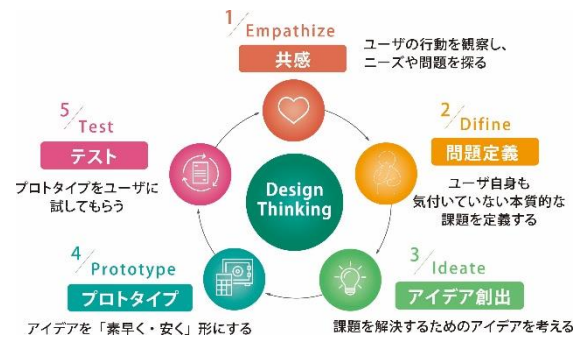 1
Empathize
共感
ユーザの行動を観察し、
ニーズや問題を探る
2
Difine
問題定義
ユーザ自身も
気付いていない本質的な
課題を定義する
3
Ideate
アイデア創出
課題を解決するためのアイデアを考える
4
Prototype
プロトタイプ
アイデアを「素早く・安く」形にする
5
Test
テスト
プロトタイプをユーザに
試してもらう
Design
Thinking